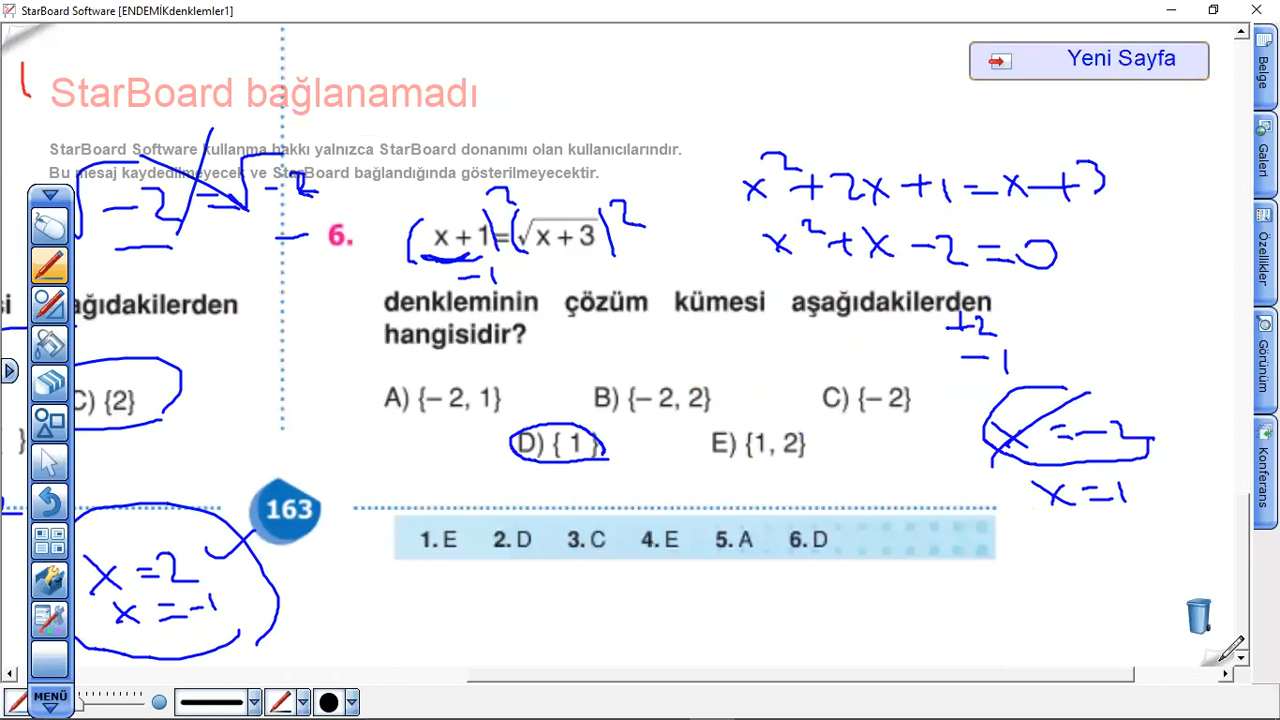 StarBoard Software [ENDEMİKdenklemler1]
Yeni Sayfa
StarBoard bağlanamadı
StarBoard Software kullanma hakkı yalnızca StarBoard donanımı olan kullanıcılarındır.
Bu mesaj kaydedilmeyecek ve StarBoard bağlandığında gösterilmeyecektir.
√-2 = √-2
6. (x + 1)² = (√x + 3)²
-1
x² + 2x + 1 = x + 3
x² + x - 2 = 0
denkleminin çözüm kümesi aşağıdakilerden
hangisidir?
+2
-1
A) {– 2, 1} B) {– 2, 2} C) {– 2}
D) { 1 } E) {1, 2}
x = -2
x = 1
ağıdakilerden
C) {2}
163
1. E 2. D 3. C 4. E 5. A 6. D
x = 2
x = -1
MENÜ
Belge
Galeri
Özellikler
Görünüm
Konferans